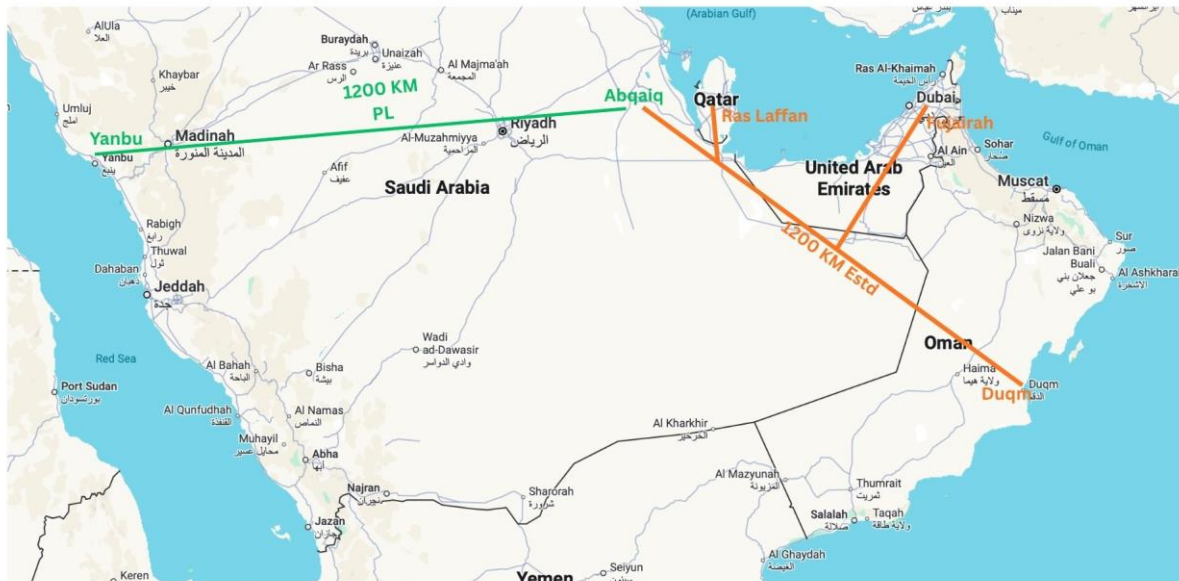 (Arabian Gulf)
AlUla
العلا
Buraydah
بريدة
Unaizah
عنيزة
Ar Rass
الرس
Al Majma'ah
المجمعة
Khaybar
خيبر
Ras Al-Khaimah
رأس الخيمة
1200 KM
PL
Abqaiq
Qatar
Ras Laffan
Dubai
Fujairah
Umluj
املج
Yanbu
Yanbu
ينبع
Madinah
المدينة المنورة
Riyadh
الرياض
Al-Muzahmiyya
المزاحمية
Gulf of Oman
Sohar
صحار
Al Ain
العين
Afif
عفيف
Saudi Arabia
United Arab
Emirates
Muscat
مسقط
Nizwa
ولاية نزوى
Rabigh
رابغ
Thuwal
ثول
Dahaban
ذهبان
Jeddah
جدة
Sur
صور
Jalan Bani
Buali
جعلان بني
بو علي
Al Ashkhara
الاشخرة
1200 KM Estd
Red Sea
Wadi
ad-Dawasir
وادي الدواسر
Oman
Al Bahah
الباحة
Bisha
بيشة
Haima
ولاية هيما
Duqm
Duqm
Port Sudan
بورتسودان
Al Qunfudhah
القنفذة
Al Namas
النماص
Muhayil
محايل عسير
Al Kharkhir
الخرخير
Abha
أبها
Najran
نجران
Sharorah
شرورة
Al Mazyunah
المزيونة
Thumrait
ثمريت
Salalah
صلالة
Taqah
ولاية طاقة
Jazan
جازان
Al Ghaydah
الغيضة
Seiyun
سيئون
Yemen
Keren